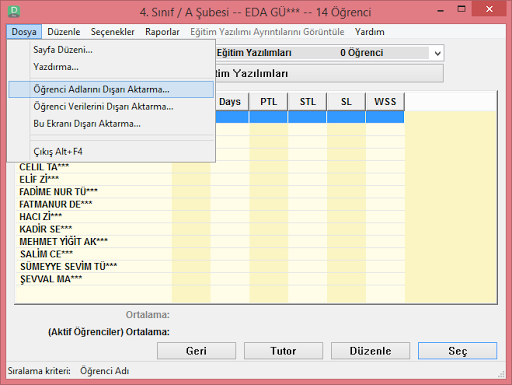 4. Sınıf / A Şubesi -- EDA GÜ*** -- 14 Öğrenci
Dosya Düzenle Seçenekler Raporlar Eğitim Yazılımı Ayrıntılarını Görüntüle Yardım
Eğitim Yazılımları 0 Öğrenci
Sayfa Düzeni...
Yazdırma...
tim Yazılımları
Öğrenci Adlarını Dışarı Aktarma...
Öğrenci Verilerini Dışarı Aktarma...
Bu Ekranı Dışarı Aktarma...
Çıkış Alt+F4
Days PTL STL SL WSS
CELİL TA***
ELİF Zİ***
FADİME NUR TÜ***
FATMANUR DE***
HACI Zİ***
KADİR SE***
MEHMET YİĞİT AK***
SALİM CE***
SÜMEYYE SEVİM TÜ***
ŞEVVAL MA***
Ortalama:
(Aktif Öğrenciler) Ortalama:
Geri Tutor Düzenle Seç
Sıralama kriteri: Öğrenci Adı